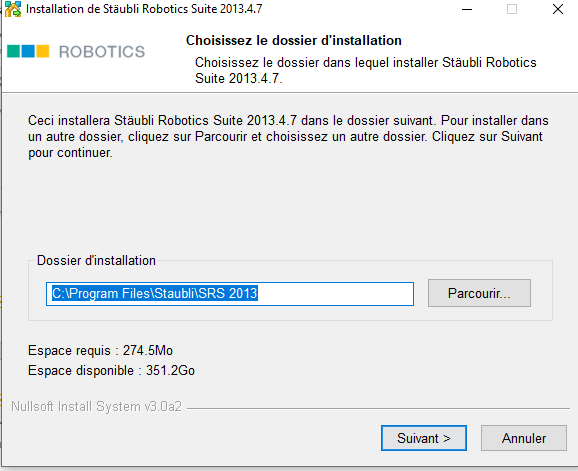 Installation de Stäubli Robotics Suite 2013.4.7
ROBOTICS
Choisissez le dossier d'installation
Choisissez le dossier dans lequel installer Stäubli Robotics
Suite 2013.4.7.
Ceci installera Stäubli Robotics Suite 2013.4.7 dans le dossier suivant. Pour installer dans
un autre dossier, cliquez sur Parcourir et choisissez un autre dossier. Cliquez sur Suivant
pour continuer.
Dossier d'installation
C:\Program Files\Staubli\SRS 2013
Parcourir...
Espace requis : 274.5Mo
Espace disponible : 351.2Go
Nullsoft Install System v3.0a2
Suivant >
Annuler